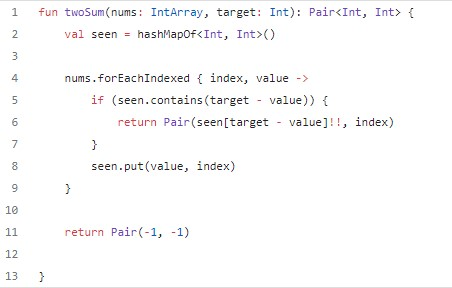 1 fun twoSum(nums: IntArray, target: Int): Pair<Int, Int> {
2     val seen = hashMapOf<Int, Int>()
3
4     nums.forEachIndexed { index, value ->
5         if (seen.contains(target - value)) {
6             return Pair(seen[target - value]!!, index)
7         }
8         seen.put(value, index)
9     }
10
11     return Pair(-1, -1)
12
13 }